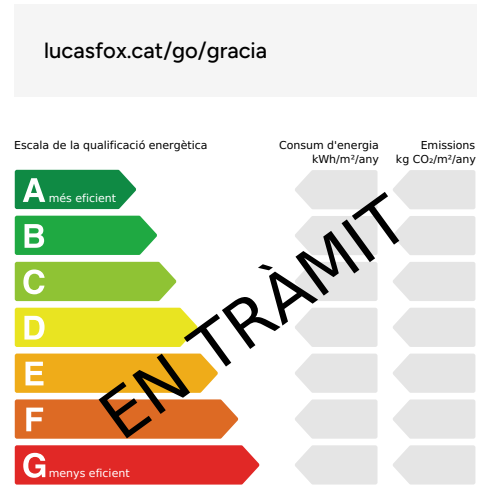 lucasfox.cat/go/gracia
Escala de la qualificació energètica
Consum d'energia
kWh/m²/any
Emissions
kg CO₂/m²/any
A més eficient
B
C
D
E
F
G menys eficient
EN TRÀMIT